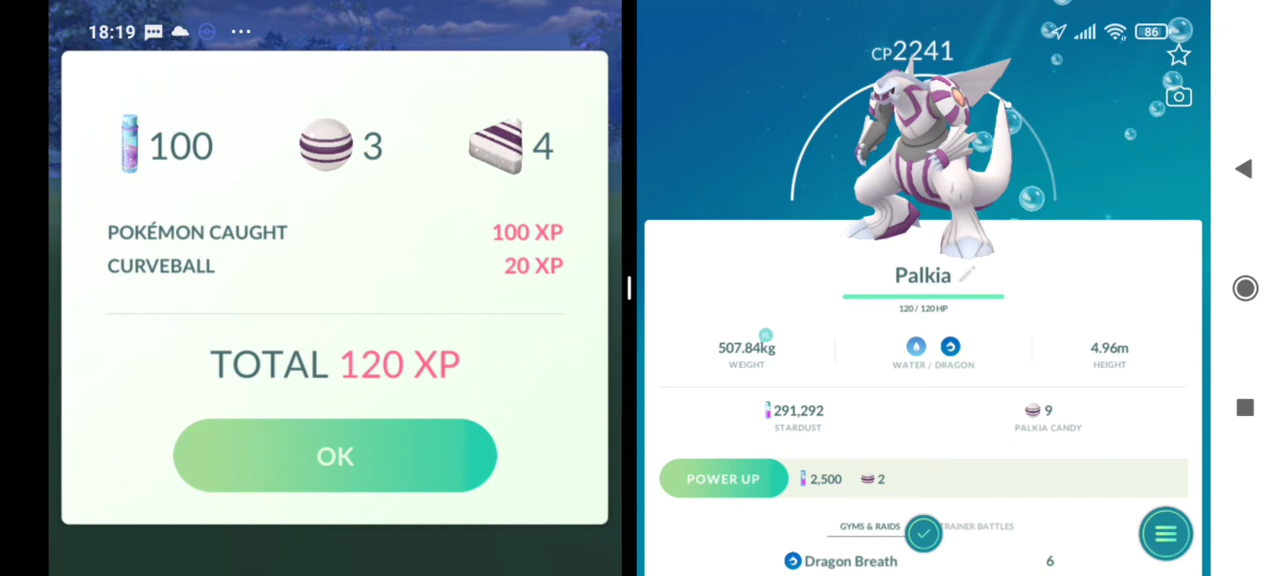 18:19
100
3
4
POKÉMON CAUGHT 100 XP
CURVEBALL 20 XP
TOTAL 120 XP
OK
86
CP2241
Palkia
120 / 120 HP
XL
507.84kg
WEIGHT
WATER / DRAGON
4.96m
HEIGHT
291,292
STARDUST
9
PALKIA CANDY
POWER UP 2,500 2
GYMS & RAIDS TRAINER BATTLES
Dragon Breath 6